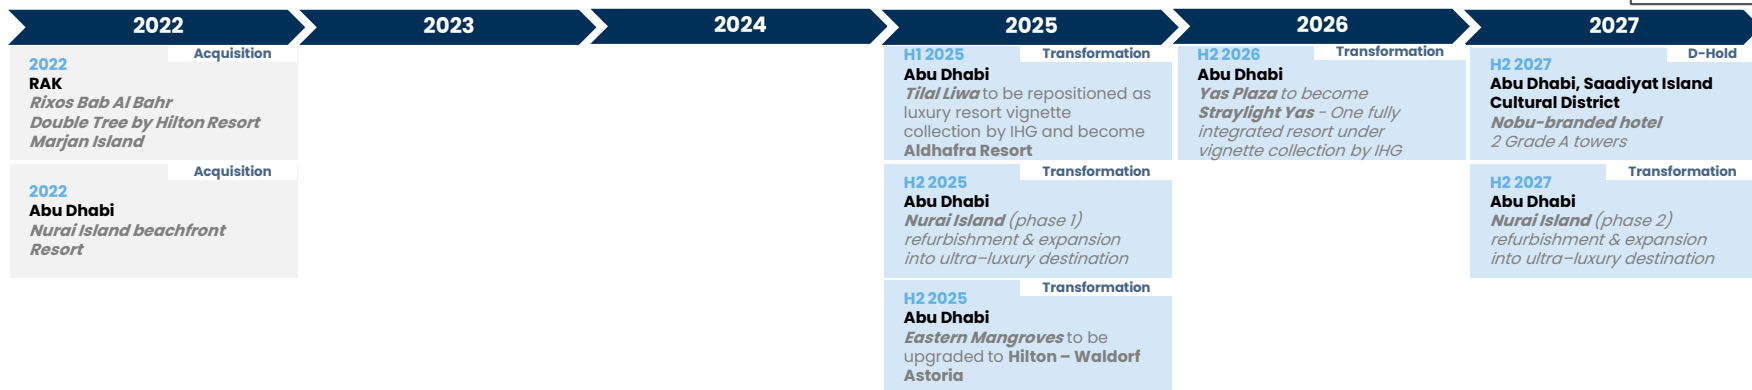 2022
2023
2024
2025
2026
2027
Acquisition
2022
RAK
Rixos Bab Al Bahr
Double Tree by Hilton Resort
Marjan Island
Acquisition
2022
Abu Dhabi
Nurai Island beachfront
Resort
Transformation
H1 2025
Abu Dhabi
Tilal Liwa to be repositioned as
luxury resort vignette
collection by IHG and become
Aldhafra Resort
Transformation
H2 2025
Abu Dhabi
Nurai Island (phase 1)
refurbishment & expansion
into ultra–luxury destination
Transformation
H2 2025
Abu Dhabi
Eastern Mangroves to be
upgraded to Hilton – Waldorf
Astoria
Transformation
H2 2026
Abu Dhabi
Yas Plaza to become
Straylight Yas - One fully
integrated resort under
vignette collection by IHG
D-Hold
H2 2027
Abu Dhabi, Saadiyat Island
Cultural District
Nobu-branded hotel
2 Grade A towers
Transformation
H2 2027
Abu Dhabi
Nurai Island (phase 2)
refurbishment & expansion
into ultra–luxury destination